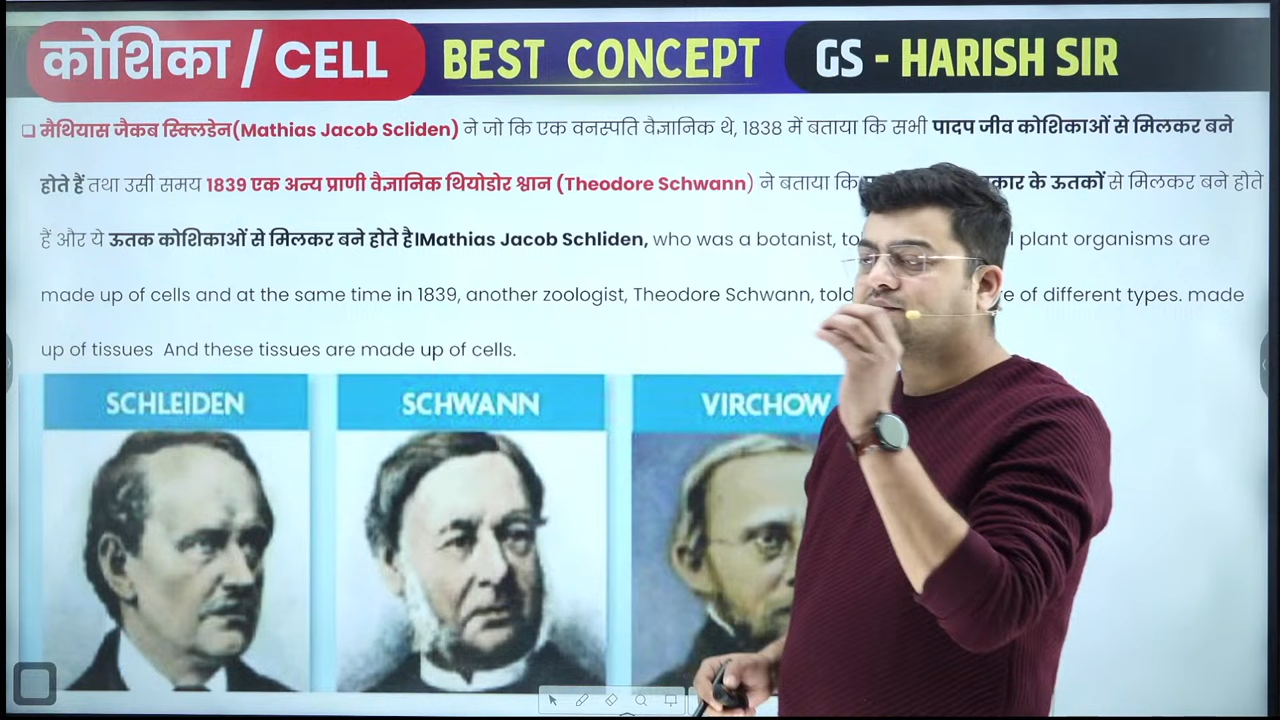 कोशिका / CELL BEST CONCEPT GS - HARISH SIR
मैथियास जैकब स्क्लिडेन(Mathias Jacob Scliden) ने जो कि एक वनस्पति वैज्ञानिक थे, 1838 में बताया कि सभी पादप जीव कोशिकाओं से मिलकर बने
होते हैं तथा उसी समय 1839 एक अन्य प्राणी वैज्ञानिक थियोडोर श्वान (Theodore Schwann) ने बताया कि के ऊतकों से मिलकर बने होते
हैं और ये ऊतक कोशिकाओं से मिलकर बने होते है।Mathias Jacob Schliden, who was a botanist, plant organisms are
made up of cells and at the same time in 1839, another zoologist, Theodore Schwann, told of different types. made
up of tissues And these tissues are made up of cells.
SCHLEIDEN SCHWANN VIRCHOW